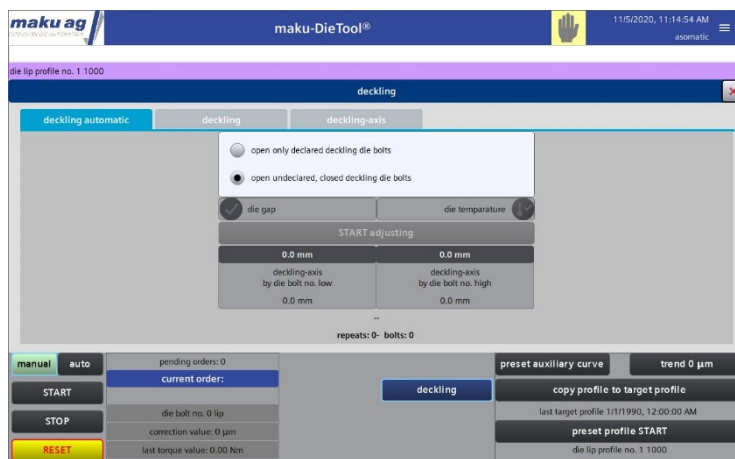 maku ag
maku-DieTool®
11/5/2020, 11:14:54 AM
asomatic
die lip profile no. 1 1000
deckling
deckling automatic
deckling
deckling-axis
open only declared deckling die bolts
open undeclared, closed deckling die bolts
die gap
die temparature
START adjusting
0.0 mm
0.0 mm
deckling-axis
by die bolt no. low
deckling-axis
by die bolt no. high
0.0 mm
0.0 mm
--
repeats: 0- bolts: 0
manual
auto
START
STOP
RESET
pending orders: 0
current order:
die bolt no. 0 lip
correction value: 0 µm
last torque value: 0.00 Nm
deckling
preset auxiliary curve
trend 0 µm
copy profile to target profile
last target profile 1/1/1990, 12:00:00 AM
preset profile START
die lip profile no. 1 1000